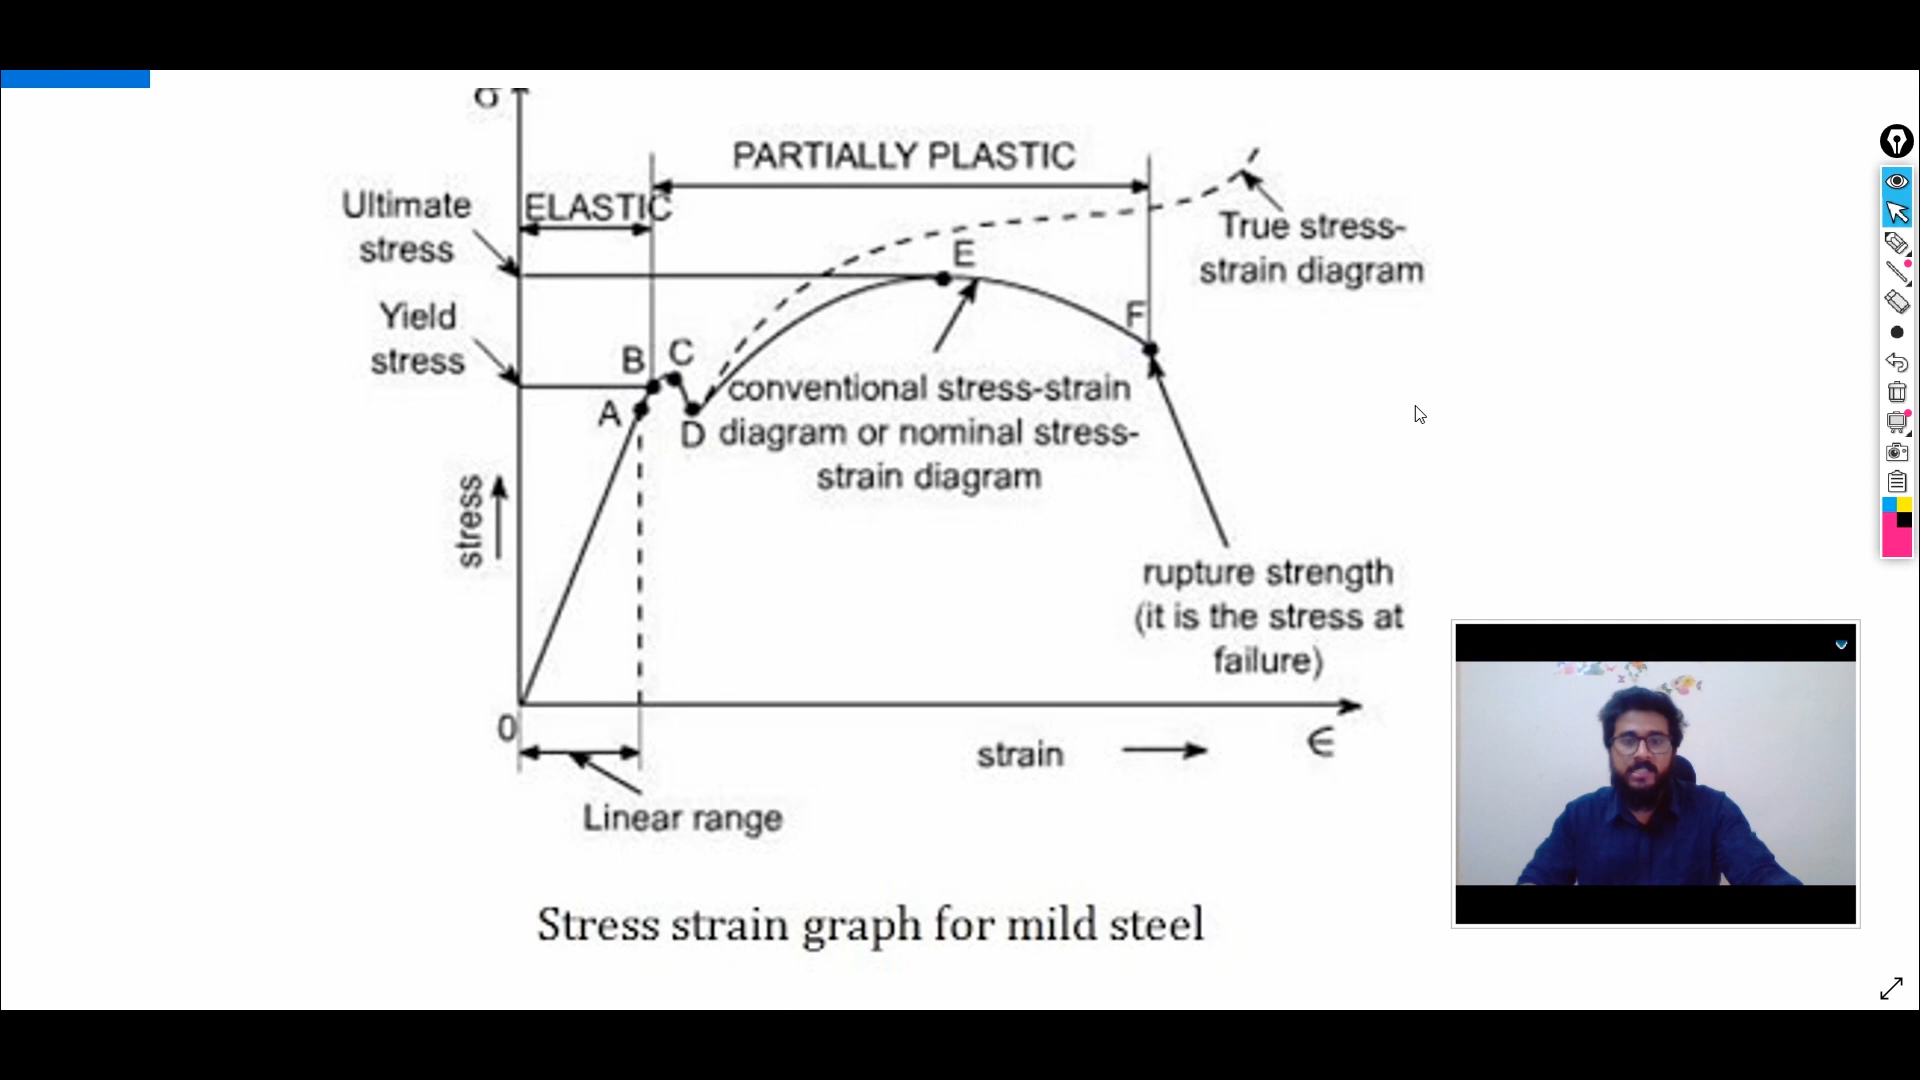 σ
PARTIALLY PLASTIC
ELASTIC
Ultimate
stress
True stress-
strain diagram
E
Yield
stress
F
B
C
A
D
conventional stress-strain
diagram or nominal stress-
strain diagram
stress
rupture strength
(it is the stress at
failure)
0
strain
∈
Linear range
Stress strain graph for mild steel